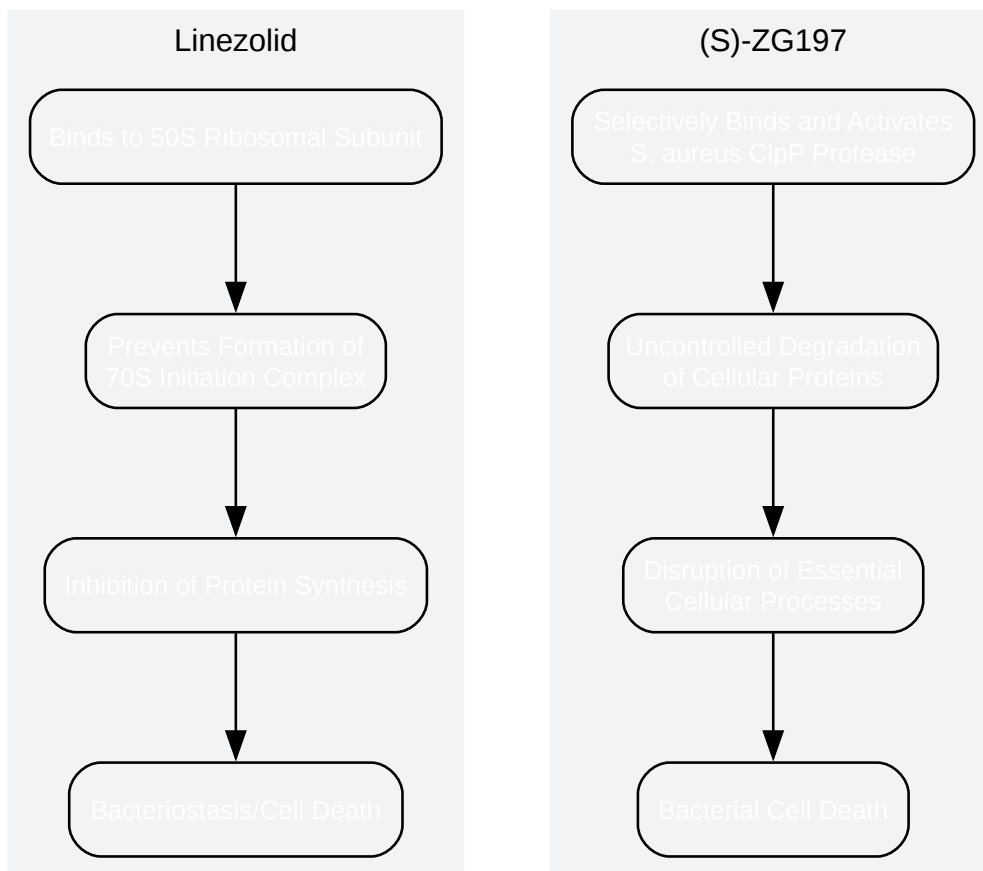 Linezolid
Binds to 50S Ribosomal Subunit
Prevents Formation of
70S Initiation Complex
Inhibition of Protein Synthesis
Bacteriostasis/Cell Death
(S)-ZG197
Selectively Binds and Activates
S. aureus ClpP Protease
Uncontrolled Degradation
of Cellular Proteins
Disruption of Essential
Cellular Processes
Bacterial Cell Death